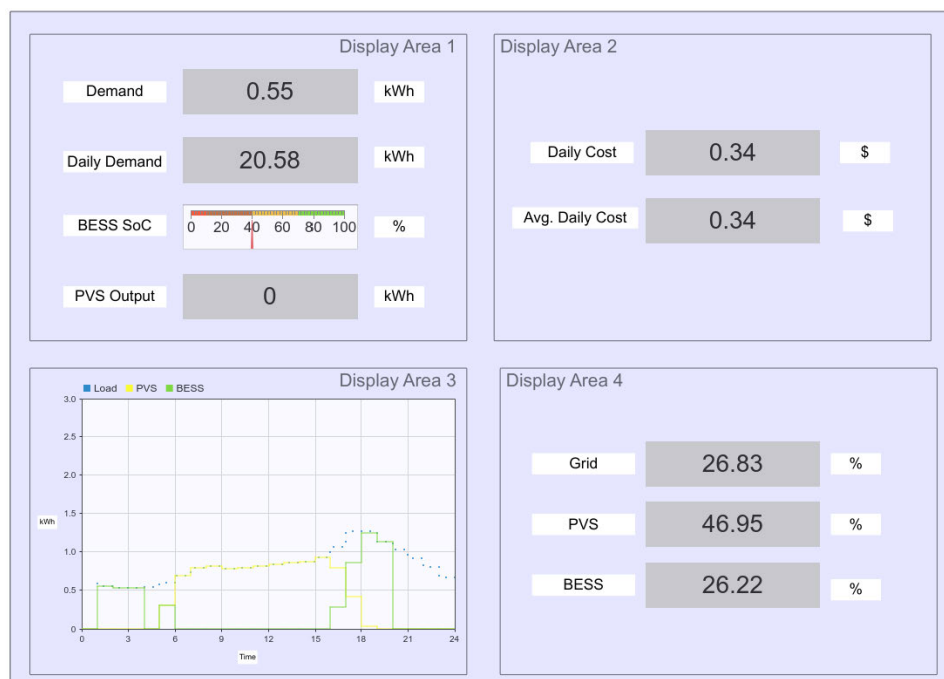 Display Area 1
Demand 0.55 kWh
Daily Demand 20.58 kWh
BESS SoC 0 20 40 60 80 100 %
PVS Output 0 kWh
Display Area 2
Daily Cost 0.34 $
Avg. Daily Cost 0.34 $
Display Area 3
Load PVS BESS
3.0
2.5
2.0
1.5
kWh
1.0
0.5
0
0 3 6 9 12 15 18 21 24
Time
Display Area 4
Grid 26.83 %
PVS 46.95 %
BESS 26.22 %